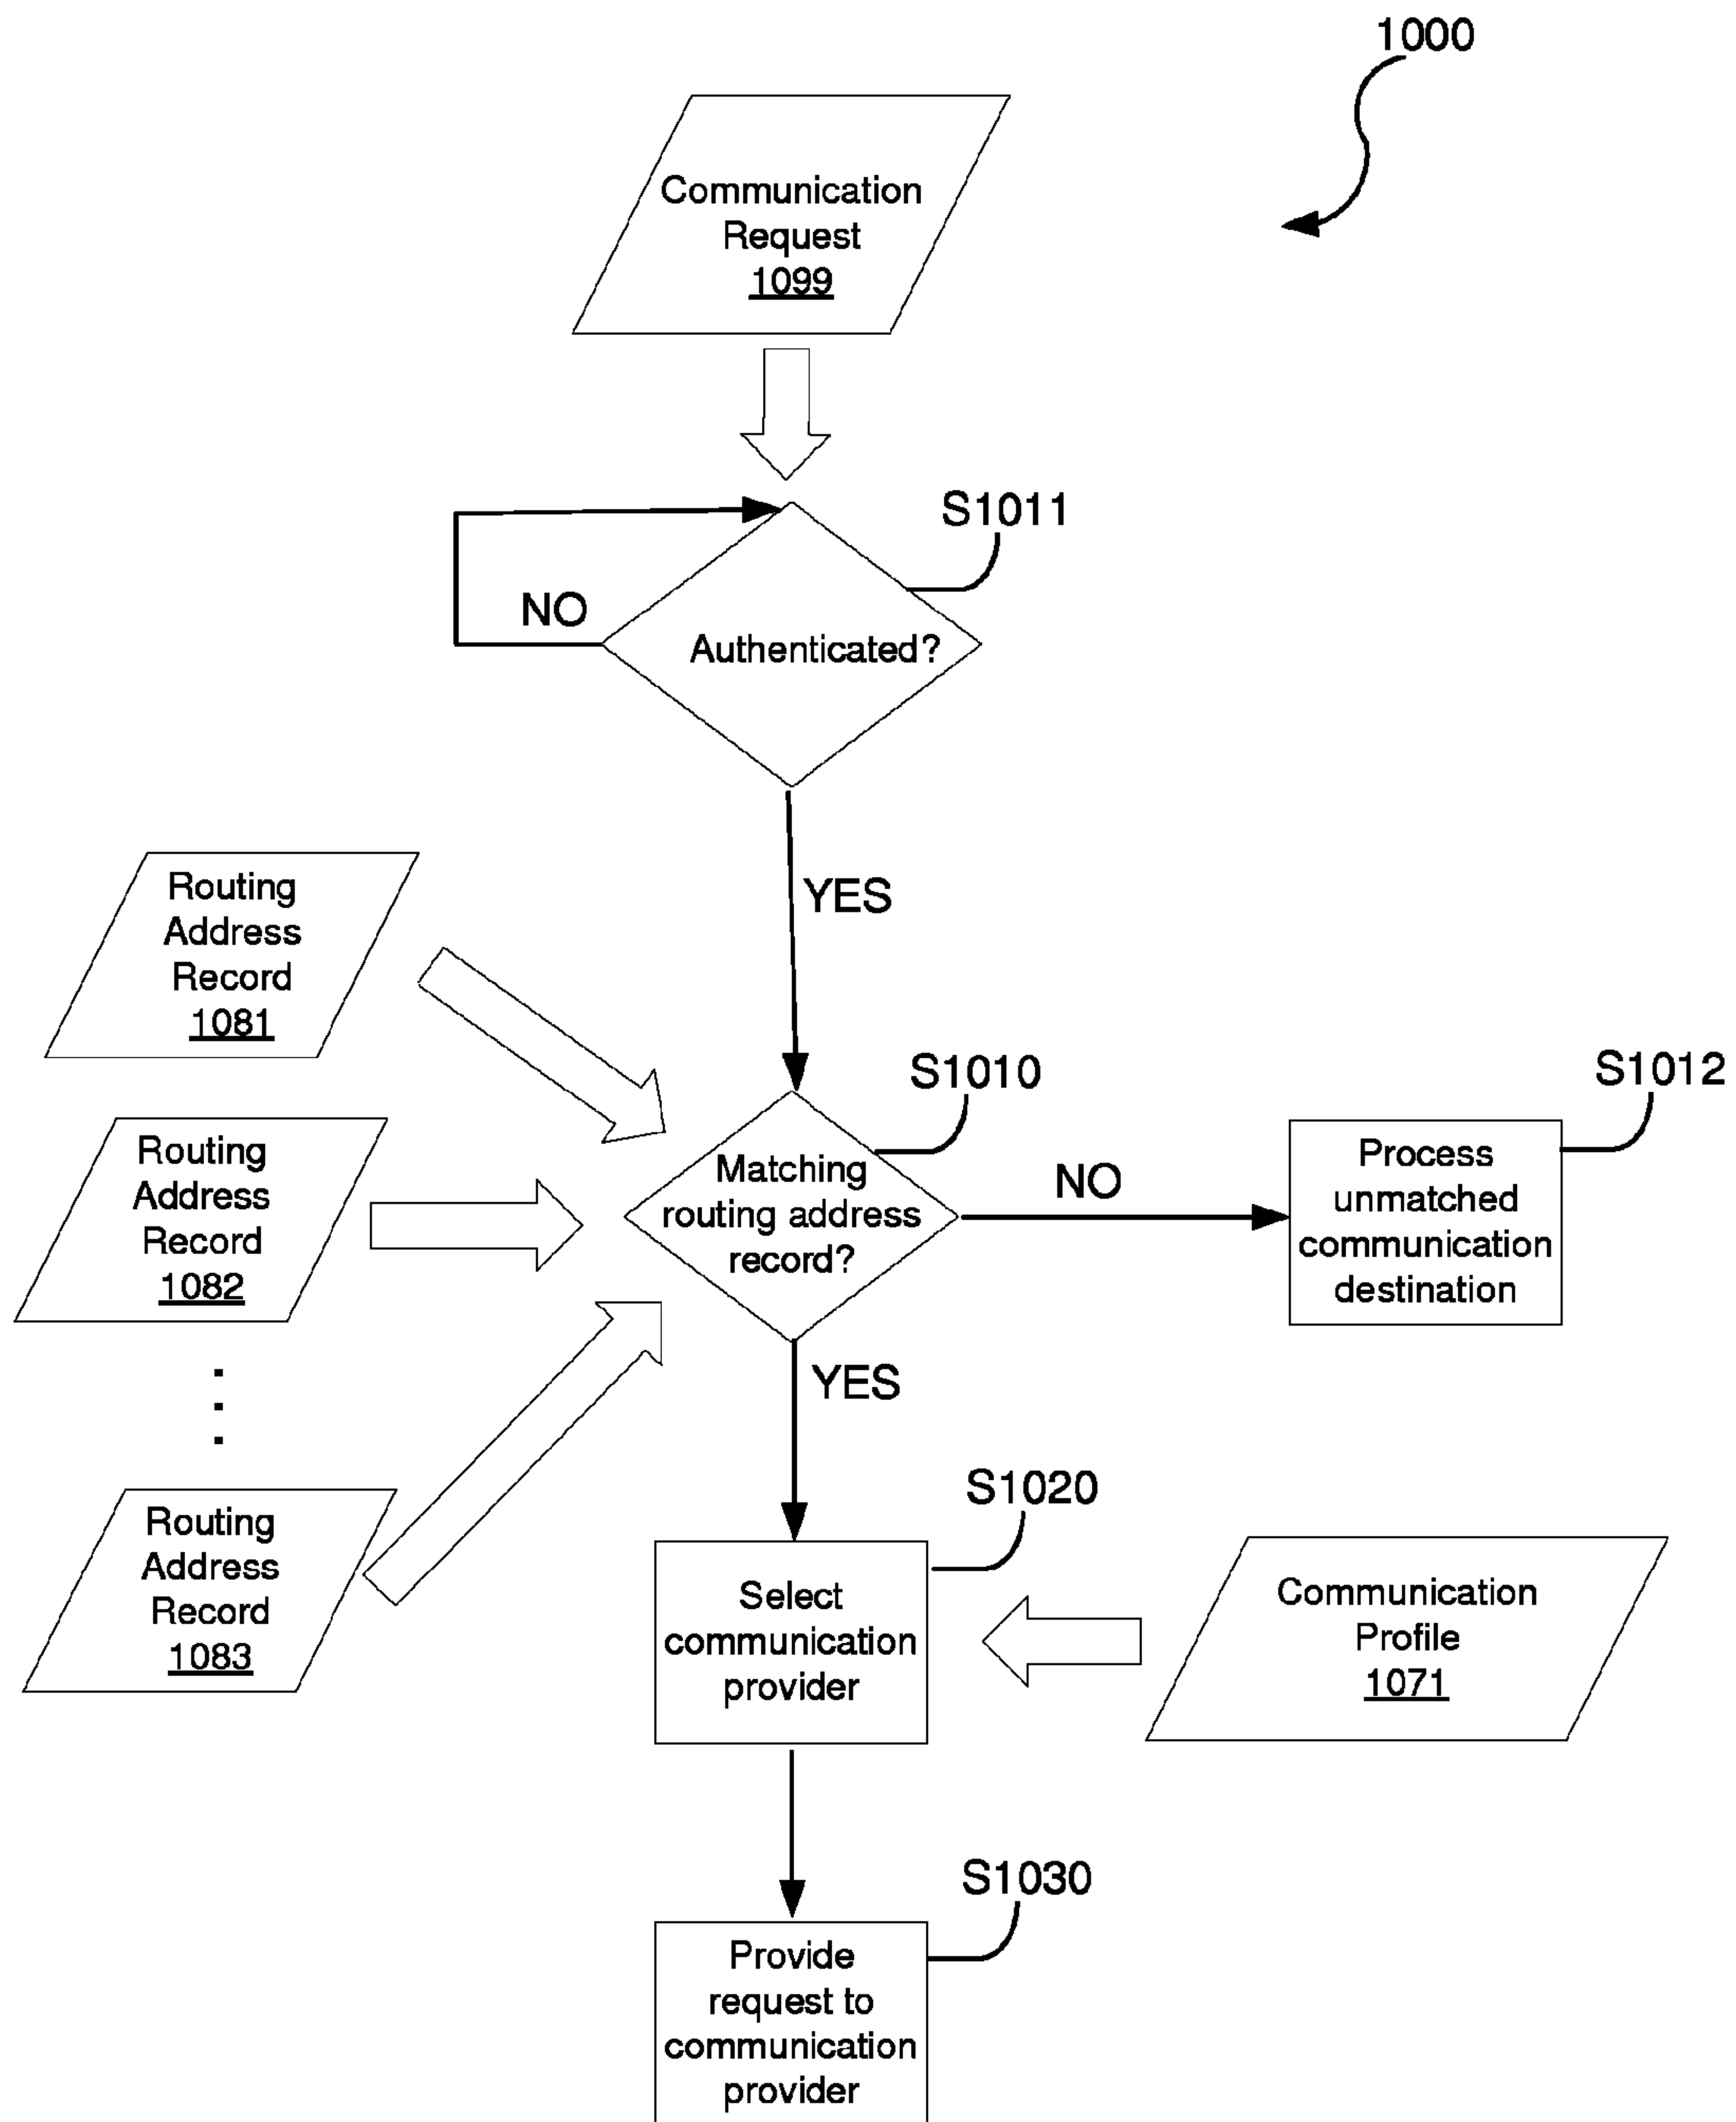 1000
Communication
Request
1099
S1011
NO
Authenticated?
YES
Routing
Address
Record
1081
S1010
S1012
Routing
Address
Record
1082
Matching
routing address
record?
NO
Process
unmatched
communication
destination
YES
Routing
Address
Record
1083
S1020
Select
communication
provider
Communication
Profile
1071
S1030
Provide
request to
communication
provider